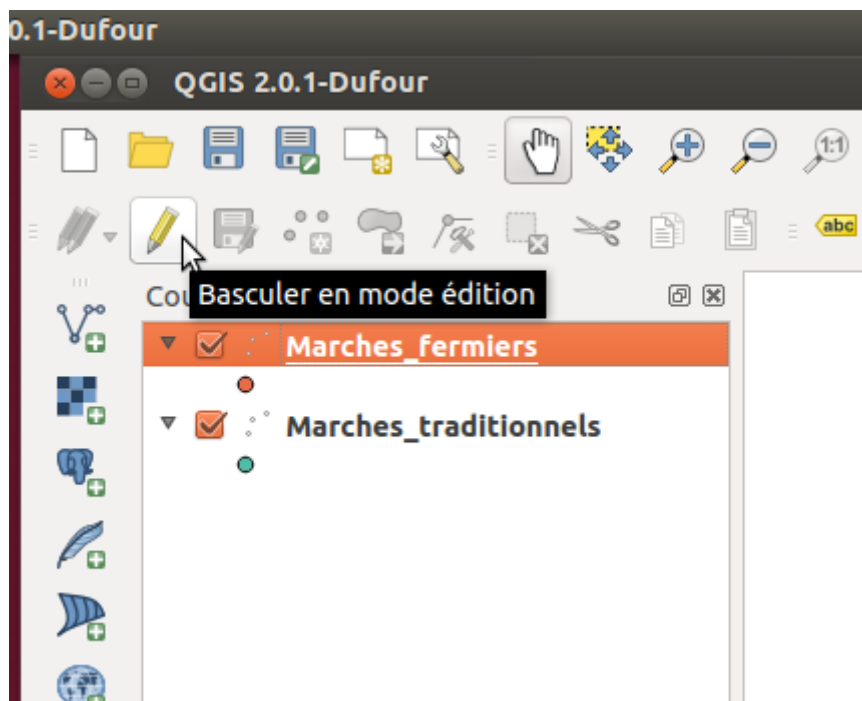 0.1-Dufour
QGIS 2.0.1-Dufour
1:1
abc
Cou
Basculer en mode édition
Marches_fermiers
Marches_traditionnels